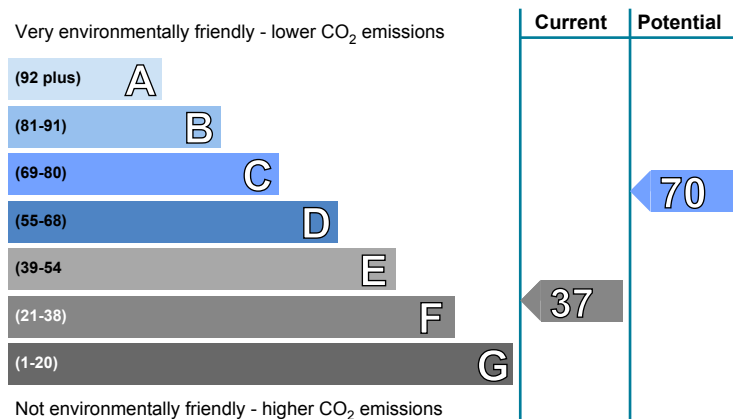 Current Potential
Very environmentally friendly - lower CO2 emissions
(92 plus) A
(81-91) B
(69-80) C
70
(55-68) D
(39-54 E
(21-38) F
37
(1-20) G
Not environmentally friendly - higher CO2 emissions